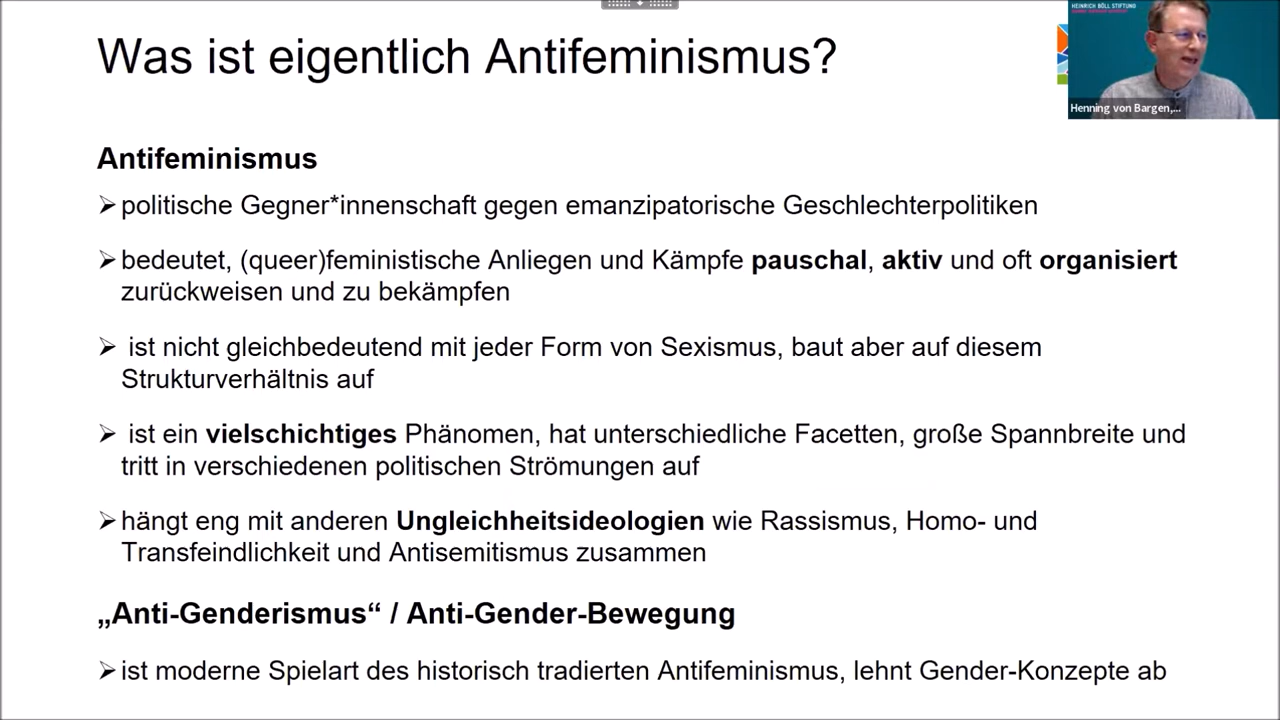 HEINRICH BÖLL STIFTUNG
Was ist eigentlich Antifeminismus?
Henning von Bargen,...
Antifeminismus
➢ politische Gegner*innenschaft gegen emanzipatorische Geschlechterpolitiken
➢ bedeutet, (queer)feministische Anliegen und Kämpfe pauschal, aktiv und oft organisiert
zurückweisen und zu bekämpfen
➢ ist nicht gleichbedeutend mit jeder Form von Sexismus, baut aber auf diesem
Strukturverhältnis auf
➢ ist ein vielschichtiges Phänomen, hat unterschiedliche Facetten, große Spannbreite und
tritt in verschiedenen politischen Strömungen auf
➢ hängt eng mit anderen Ungleichheitsideologien wie Rassismus, Homo- und
Transfeindlichkeit und Antisemitismus zusammen
„Anti-Genderismus“ / Anti-Gender-Bewegung
➢ ist moderne Spielart des historisch tradierten Antifeminismus, lehnt Gender-Konzepte ab